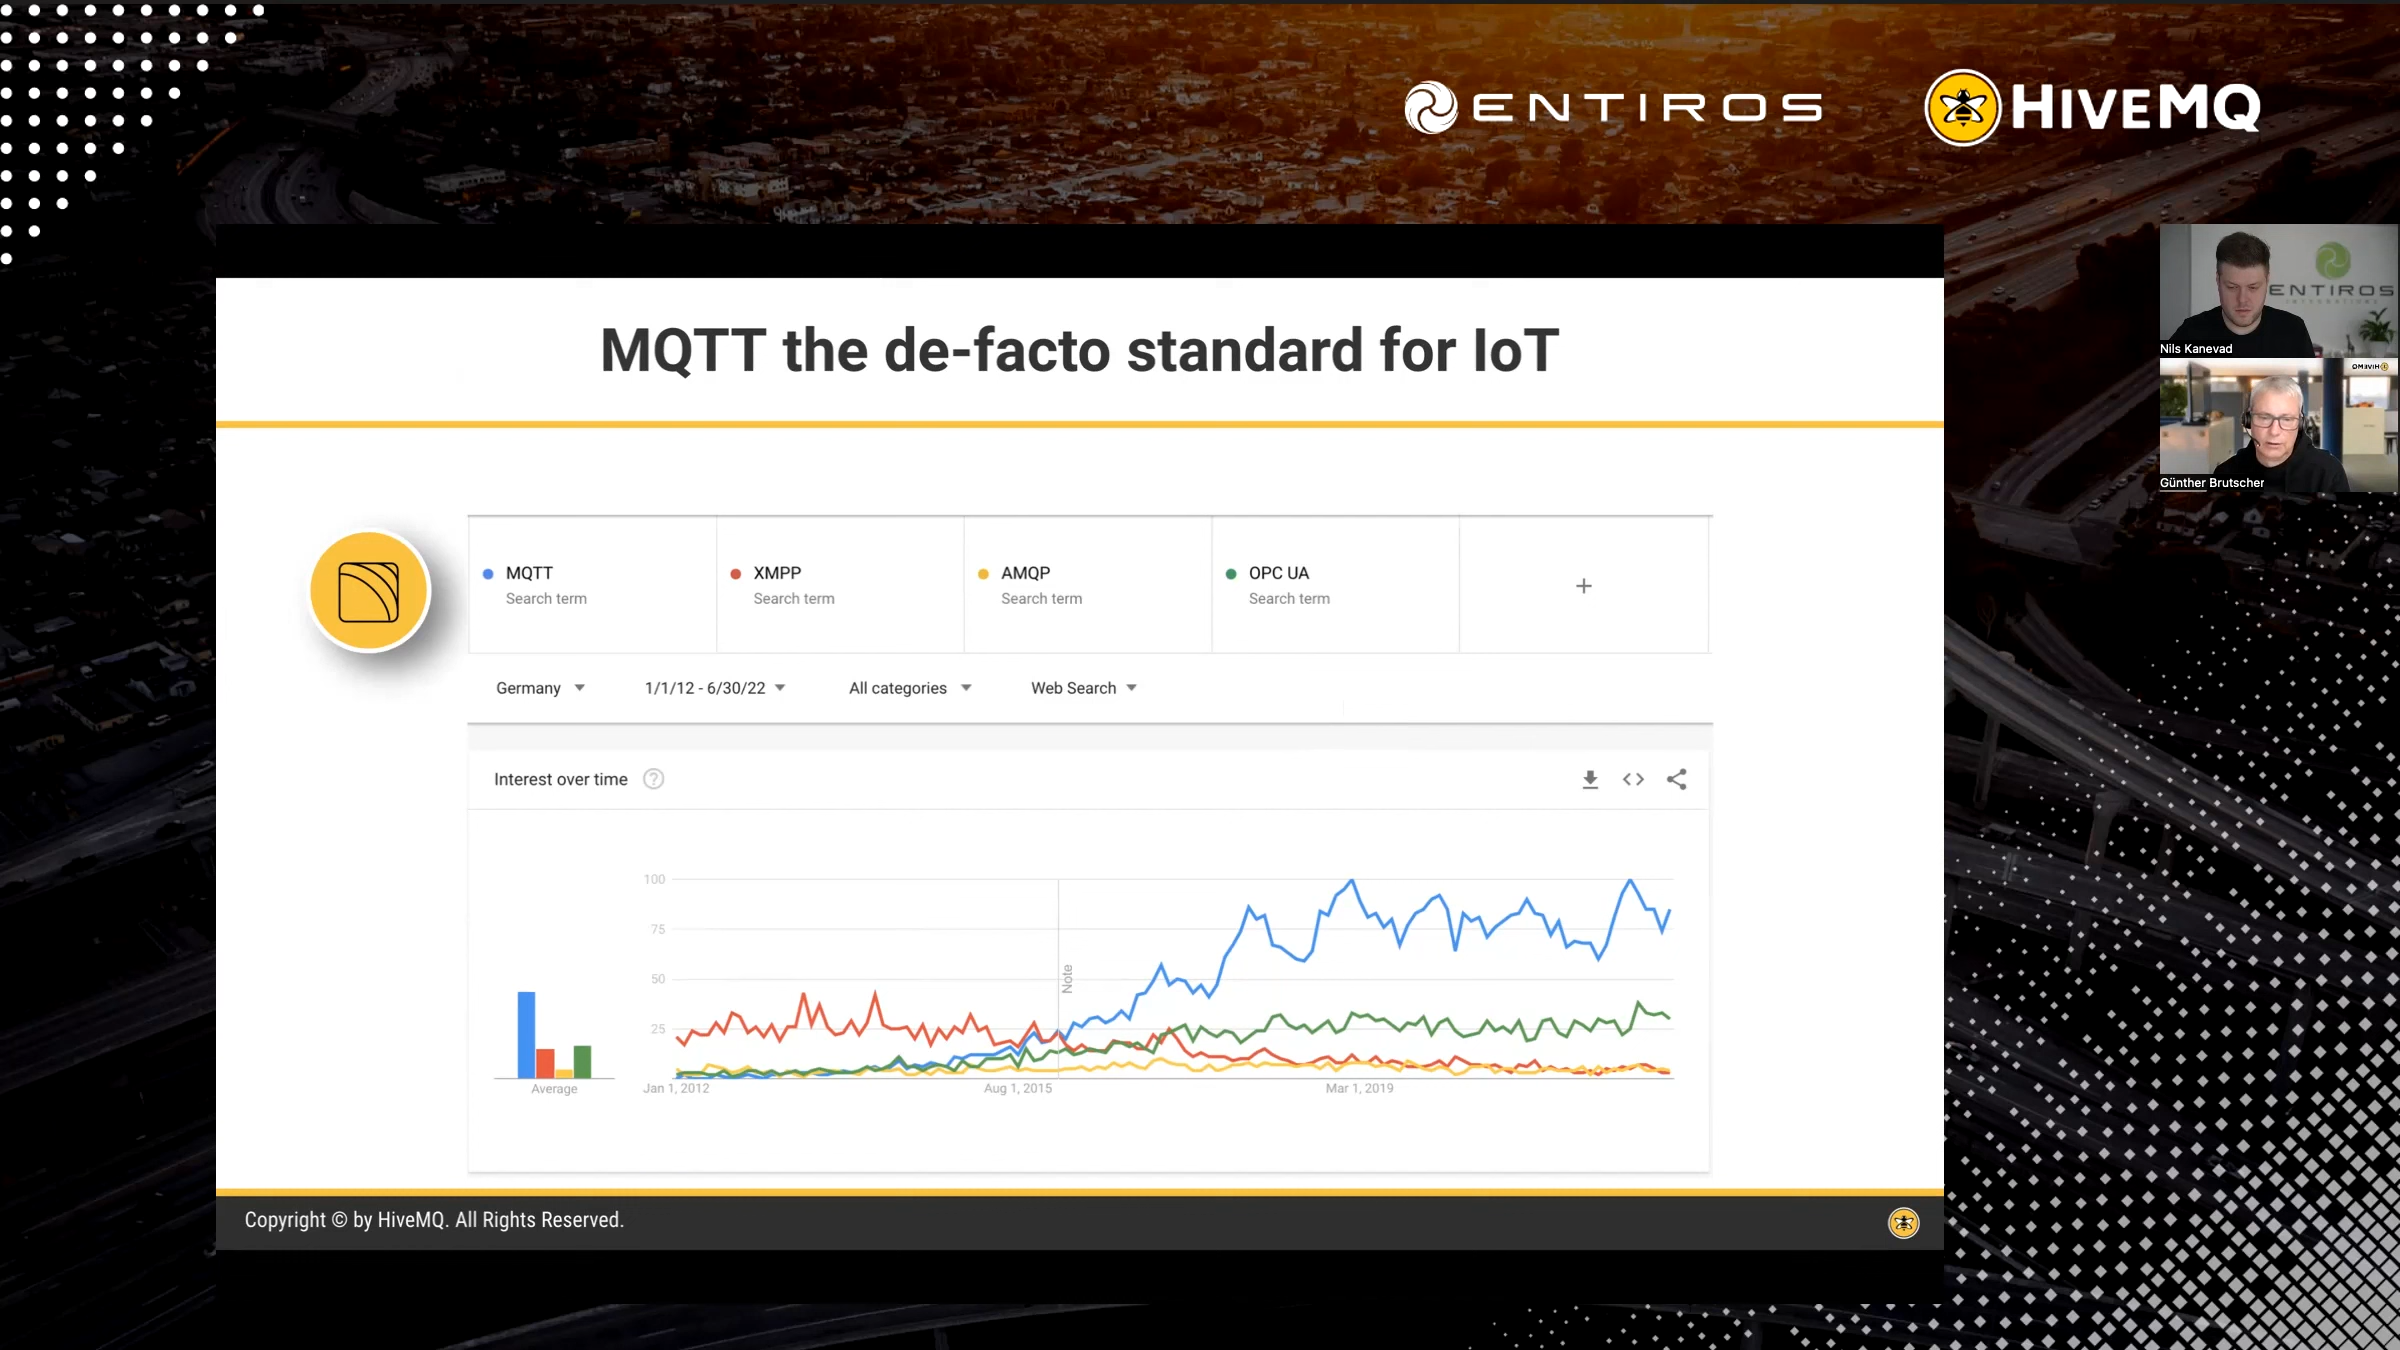 ENTIROS
HIVEMQ
ENTIROS
Nils Kanevad
HIVEMQ
Günther Brutscher
MQTT the de-facto standard for IoT
MQTT
Search term
XMPP
Search term
AMQP
Search term
OPC UA
Search term
+
Germany
1/1/12 - 6/30/22
All categories
Web Search
Interest over time ?
100
75
50
25
Note
Average
Jan 1, 2012
Aug 1, 2015
Mar 1, 2019
Copyright © by HiveMQ. All Rights Reserved.